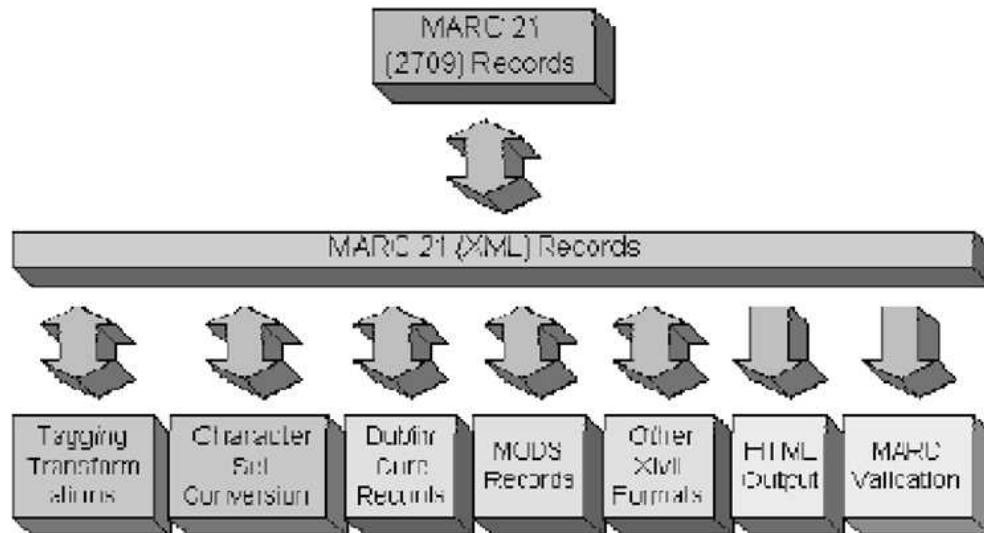 MARC 21
(2709) Records
MARC 21 (XML) Records
Tagging
Transform
ations
Character
Set
Conversion
Dublin
Core
Records
MODS
Records
Other
XML
Formats
HTML
Output
MARC
Validation